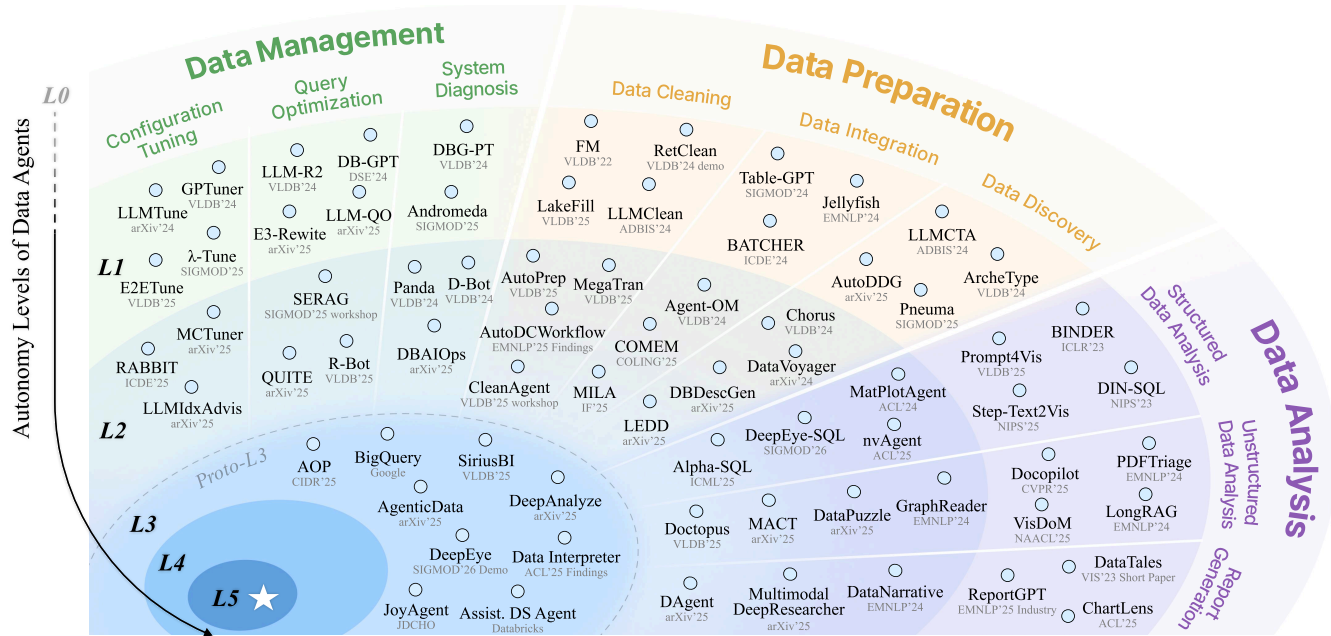 Data Management
Data Preparation
Data Analysis
Autonomy Levels of Data Agents
L0
Configuration
Tuning
Query
Optimization
System
Diagnosis
Data Cleaning
Data Integration
Data Discovery
Structured
Data Analysis
Unstructured
Data Analysis
Report
Generation
L1
GPTuner
VLDB'24
LLMTune
arXiv'24
λ-Tune
SIGMOD'25
E2ETune
VLDB'25
LLM-R2
VLDB'24
DB-GPT
DSE'24
LLM-QO
arXiv'25
E3-Rewrite
arXiv'25
DBG-PT
VLDB'24
Andromeda
SIGMOD'25
FM
VLDB'22
RetClean
VLDB'24 demo
LakeFill
VLDB'25
LLMClean
ADBIS'24
Table-GPT
SIGMOD'24
Jellyfish
EMNLP'24
BATCHER
ICDE'24
LLMCTA
ADBIS'24
AutoDDG
arXiv'25
ArcheType
VLDB'24
Pneuma
SIGMOD'25
BINDER
ICLR'23
Prompt4Vis
VLDB'25
DIN-SQL
NIPS'23
Step-Text2Vis
NIPS'25
Docopilot
CVPR'25
PDFTriage
EMNLP'24
VisDoM
NAACL'25
LongRAG
EMNLP'24
DataTales
VIS'23 Short Paper
ReportGPT
EMNLP'25 Industry
ChartLens
ACL'25
L2
MCTuner
arXiv'25
RABBIT
ICDE'25
LLMIdxAdvis
arXiv'25
SERAG
SIGMOD'25 workshop
QUITE
arXiv'25
R-Bot
VLDB'25
Panda
VLDB'24
D-Bot
VLDB'24
DBAIOps
arXiv'25
AutoPrep
VLDB'25
MegaTran
VLDB'25
AutoDCWorkflow
EMNLP'25 Findings
CleanAgent
VLDB'25 workshop
Agent-OM
VLDB'24
COMEM
COLING'25
MILA
IF'25
Chorus
VLDB'24
DataVoyager
arXiv'24
DBDescGen
arXiv'25
LEDD
arXiv'25
MatPlotAgent
ACL'24
DeepEye-SQL
SIGMOD'26
nvAgent
ACL'25
Alpha-SQL
ICML'25
GraphReader
EMNLP'24
DataPuzzle
arXiv'25
MACT
arXiv'25
Doctopus
VLDB'25
DAgent
arXiv'25
Multimodal
DeepResearcher
arXiv'25
DataNarrative
EMNLP'24
Proto-L3
L3
AOP
CIDR'25
BigQuery
Google
SiriusBI
VLDB'25
AgenticData
arXiv'25
DeepAnalyze
arXiv'25
DeepEye
SIGMOD'26 Demo
Data Interpreter
ACL'25 Findings
JoyAgent
JDCHO
Assist. DS Agent
Databricks
L4
L5